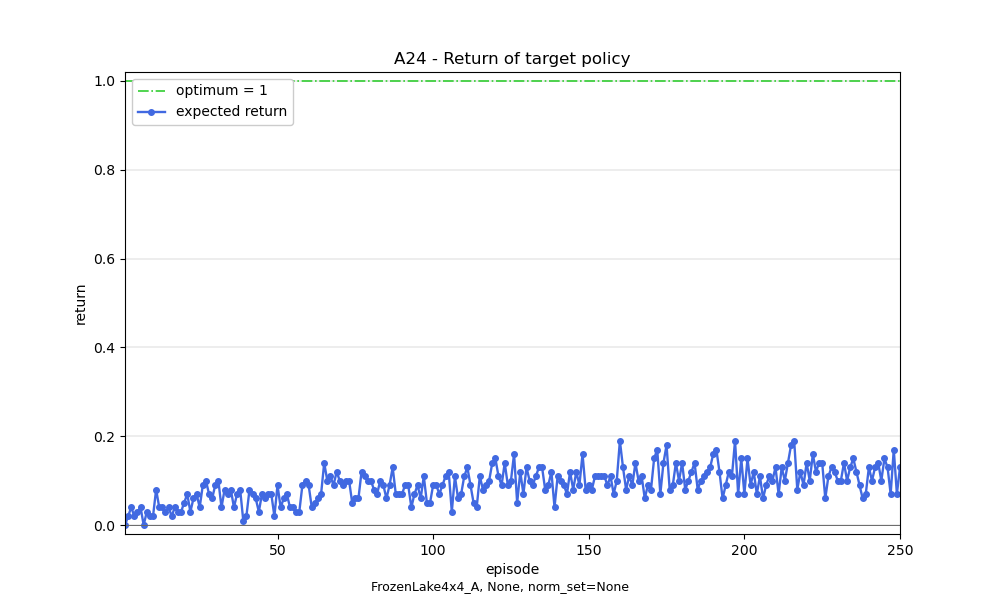 A24 - Return of target policy
optimum = 1
expected return
1.0
0.8
0.6
0.4
0.2
0.0
return
50
100
150
200
250
episode
FrozenLake4x4_A, None, norm_set=None